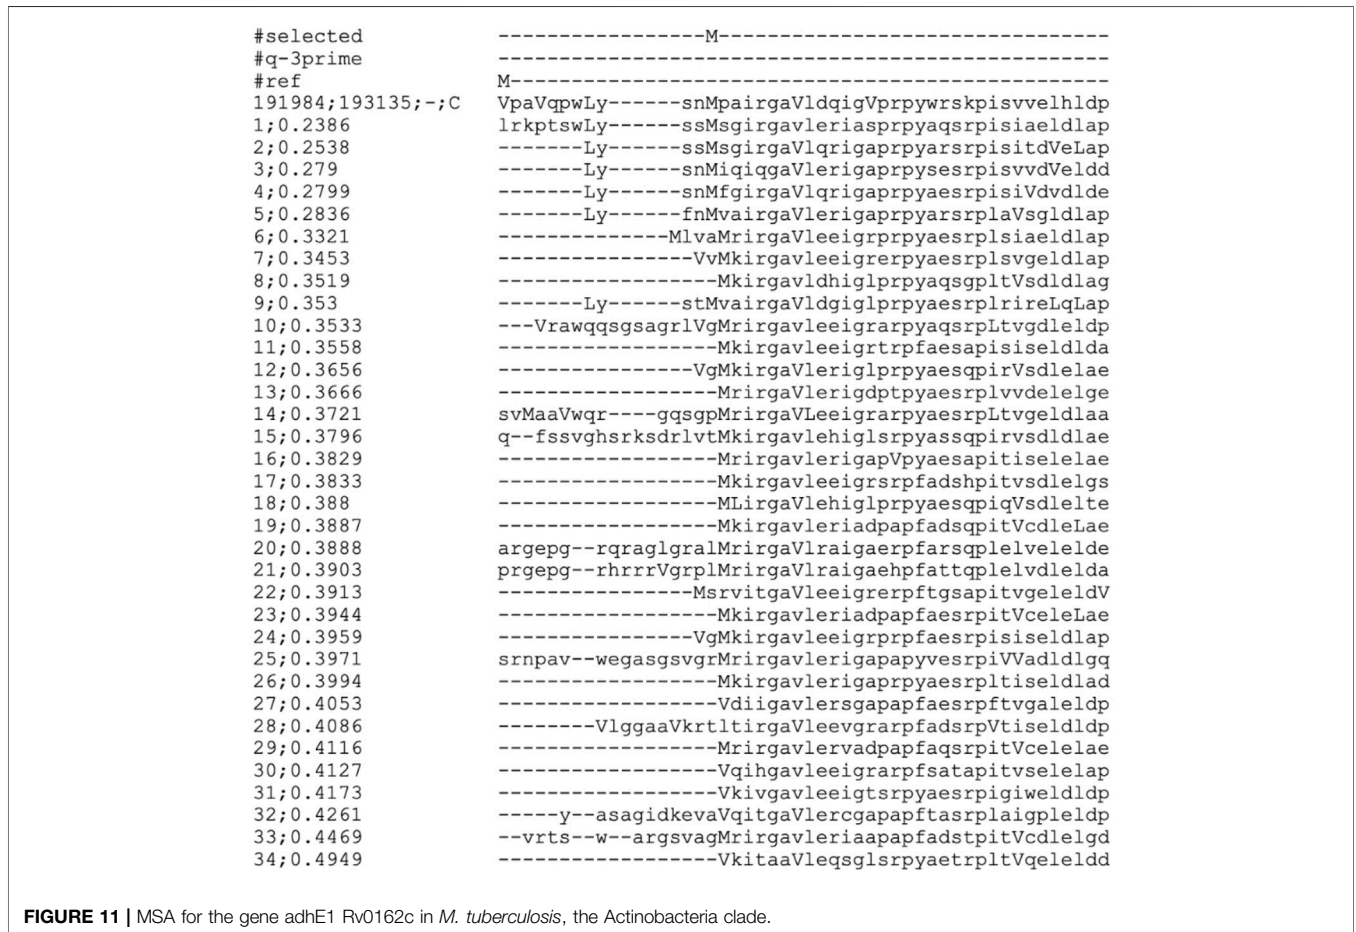 #selected -----------------M--------------------------------
#q-3prime --------------------------------------------------
#ref M-------------------------------------------------
191984;193135;-;C VpaVqpwLy------snMpairgaVldqigVprpywrskpisvvelhldp
1;0.2386 lrkptswLy------ssMsgirgavleriasprpyaqsrpisiaeldlap
2;0.2538 -------Ly------ssMsgirgaVlqrigaprpyarsrpisitdVeLap
3;0.279 -------Ly------snMiqiqgaVlerigaprpysesrpisvvdVeldd
4;0.2799 -------Ly------snMfgirgaVlqrigaprpyaesrpisiVdvdlde
5;0.2836 -------Ly------fnMvairgaVlerigaprpyarsrplaVsgldlap
6;0.3321 --------------MlvaMrirgaVleeigrprpyaesrplsiaeldlap
7;0.3453 ----------------VvMkirgaVleeigrerpyaesrplsvgeldlap
8;0.3519 ------------------MkirgavldhiglprpyaqsgpltVsdldlag
9;0.353 -------Ly------stMvairgaVldgiglprpyaesrplrireLqLap
10;0.3533 ---VrawqqsgsagrlVgMrirgavleeigrarpyaqsrpLtvgdleldp
11;0.3558 ------------------Mkirgavleeigrtrpfaesapisiseldlda
12;0.3656 ----------------VgMkirgaVleriglprpyaesqpirVsdlelae
13;0.3666 ------------------MrirgaVlerigdptpyaesrplvvdelelge
14;0.3721 svMaaVwqr----gqsgpMrirgaVLeeigrarpyaesrpLtvgeldlaa
15;0.3796 q--fssvghsrksdrlvtMkirgavlehiglsrpyassqpirvsdldlae
16;0.3829 ------------------MrirgavlerigapVpyaesapitiselelae
17;0.3833 ------------------Mkirgavleeigrsrpfadshpitvsdlelgs
18;0.388 ------------------MLirgaVlehiglprpyaesqpiqVsdlelte
19;0.3887 ------------------MkirgavleriadpapfadsqpitVcdleLae
20;0.3888 argepg--rqraglgralMrirgaVlraigaerpfarsqplelvelelde
21;0.3903 prgepg--rhrrrVgrplMrirgaVlraigaehpfattqplelvdlelda
22;0.3913 ----------------MsrvitgaVleeigrerpftgsapitvgeleldV
23;0.3944 ------------------MkirgavleriadpapfaesrpitVceleLae
24;0.3959 ----------------VgMkirgavleeigrprpfaesrpisiseldlap
25;0.3971 srnpav--wegasgsvgrMrirgavlerigapapyvesrpiVVadldlgq
26;0.3994 ------------------Mkirgavlerigaprpyaesrpltiseldlad
27;0.4053 ------------------Vdiigavlersgapapfaesrpftvgaleldp
28;0.4086 --------VlggaaVkrtltirgaVleevgrarpfadsrpVtiseldldp
29;0.4116 ------------------MrirgavlervadpapfaqsrpitVcelelae
30;0.4127 ------------------Vqihgavleeigrarpfsatapitvselelap
31;0.4173 ------------------Vkivgavleeigtsrpyaesrpigiweldldp
32;0.4261 -----y--asagidkevaVqitgaVlercgapapftasrplaigpleldp
33;0.4469 --vrts--w--argsvagMrirgavleriaapapfadstpitVcdlelgd
34;0.4949 ------------------VkitaaVleqsglsrpyaetrpltVqeleldd
FIGURE 11 | MSA for the gene adhE1 Rv0162c in M. tuberculosis, the Actinobacteria clade.